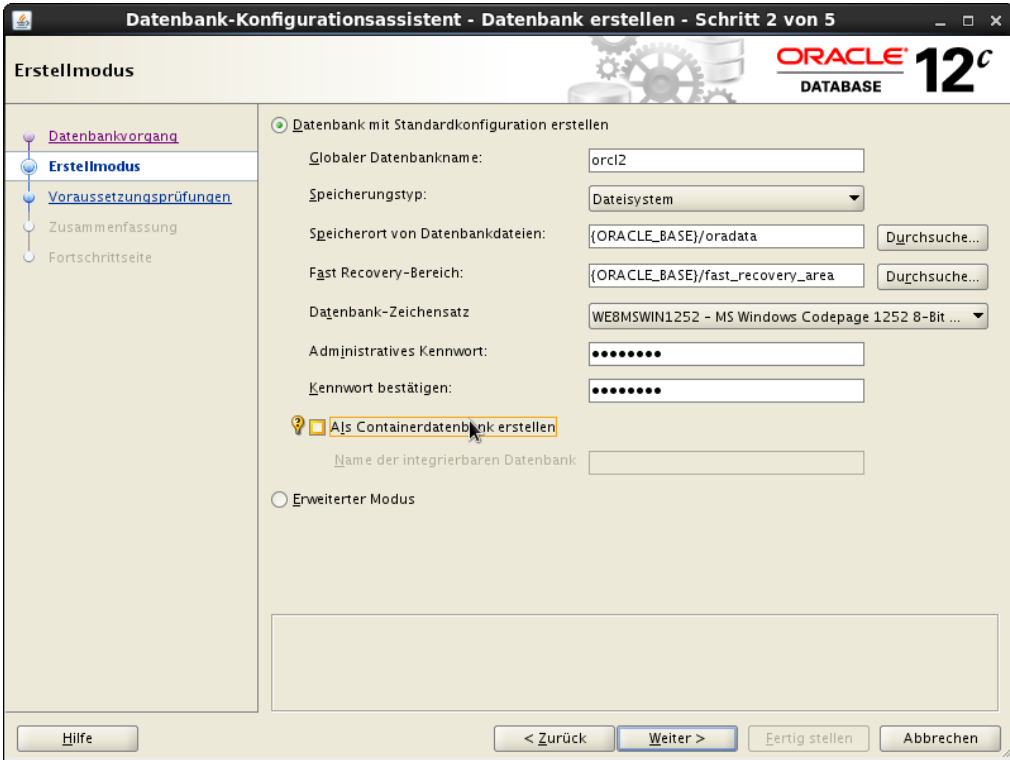 Datenbank-Konfigurationsassistent - Datenbank erstellen - Schritt 2 von 5
Erstellmodus
ORACLE
DATABASE
12c
Datenbankvorgang
Erstellmodus
Voraussetzungsprüfungen
Zusammenfassung
Fortschrittseite
Datenbank mit Standardkonfiguration erstellen
Globaler Datenbankname: orcl2
Speicherungstyp: Dateisystem
Speicherort von Datenbankdateien: {ORACLE_BASE}/oradata Durchsuche...
Fast Recovery-Bereich: {ORACLE_BASE}/fast_recovery_area Durchsuche...
Datenbank-Zeichensatz WE8MSWIN1252 - MS Windows Codepage 1252 8-Bit ...
Administratives Kennwort: ••••••••
Kennwort bestätigen: ••••••••
Als Containerdatenbank erstellen
Name der integrierbaren Datenbank
Erweiterter Modus
Hilfe < Zurück Weiter > Fertig stellen Abbrechen